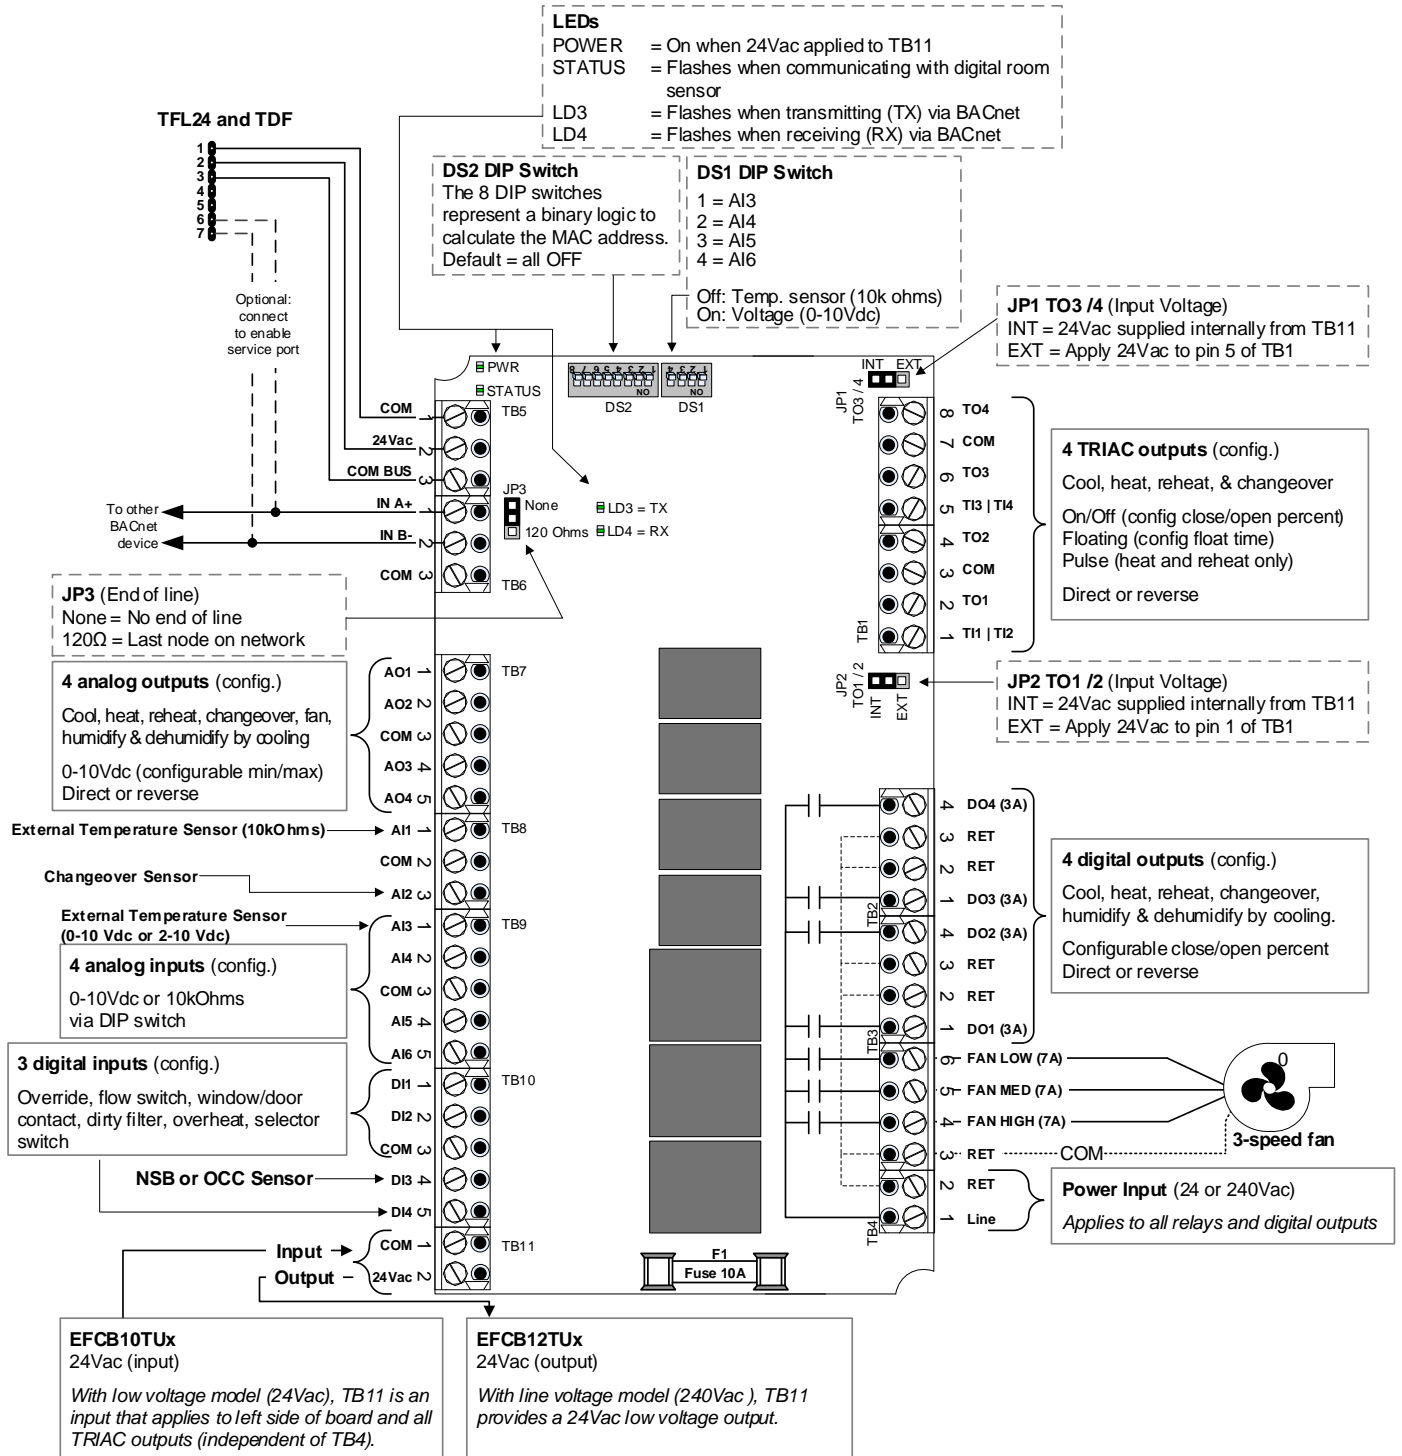 LEDs
POWER = On when 24Vac applied to TB11
STATUS = Flashes when communicating with digital room
sensor
LD3 = Flashes when transmitting (TX) via BACnet
LD4 = Flashes when receiving (RX) via BACnet
TFL24 and TDF
1
2
3
4
5
6
7
Optional:
connect
to enable
service port
DS2 DIP Switch
The 8 DIP switches
represent a binary logic to
calculate the MAC address.
Default = all OFF
DS1 DIP Switch
1 = AI3
2 = AI4
3 = AI5
4 = AI6
Off: Temp. sensor (10k ohms)
On: Voltage (0-10Vdc)
JP1 TO3 /4 (Input Voltage)
INT = 24Vac supplied internally from TB11
EXT = Apply 24Vac to pin 5 of TB1
PWR
STATUS
8 7 6 5 4 3 2 1
ON
DS2
4 3 2 1
ON
DS1
INT EXT
JP1
TO3 / 4
COM 1 TB5
24Vac 2
COM BUS 3
IN A+ 1
IN B- 2
COM 3 TB6
To other
BACnet
device
JP3
None
120 Ohms
LD3 = TX
LD4 = RX
8 TO4
7 COM
6 TO3
5 TI3 | TI4
4 TO2
3 COM
2 TO1
1 TI1 | TI2
TB1
4 TRIAC outputs (config.)
Cool, heat, reheat, & changeover
On/Off (config close/open percent)
Floating (config float time)
Pulse (heat and reheat only)
Direct or reverse
JP3 (End of line)
None = No end of line
120Ω = Last node on network
JP2
TO1 / 2
INT
EXT
JP2 TO1 /2 (Input Voltage)
INT = 24Vac supplied internally from TB11
EXT = Apply 24Vac to pin 1 of TB1
4 analog outputs (config.)
Cool, heat, reheat, changeover, fan,
humidify & dehumidify by cooling
0-10Vdc (configurable min/max)
Direct or reverse
AO1 1 TB7
AO2 2
COM 3
AO3 4
AO4 5
External Temperature Sensor (10kOhms)
AI1 1 TB8
COM 2
Changeover Sensor
AI2 3
External Temperature Sensor
(0-10 Vdc or 2-10 Vdc)
AI3 1 TB9
AI4 2
COM 3
AI5 4
AI6 5
4 analog inputs (config.)
0-10Vdc or 10kOhms
via DIP switch
3 digital inputs (config.)
Override, flow switch, window/door
contact, dirty filter, overheat, selector
switch
DI1 1 TB10
DI2 2
COM 3
NSB or OCC Sensor
DI3 4
DI4 5
Input
COM 1 TB11
Output
24Vac 2
4 DO4 (3A)
3 RET
2 RET
1 DO3 (3A)
TB2
4 DO2 (3A)
3 RET
2 RET
1 DO1 (3A)
TB3
6 FAN LOW (7A)
5 FAN MED (7A)
4 FAN HIGH (7A)
3 RET
COM
2 RET
1 Line
TB4
4 digital outputs (config.)
Cool, heat, reheat, changeover,
humidify & dehumidify by cooling.
Configurable close/open percent
Direct or reverse
0
3-speed fan
Power Input (24 or 240Vac)
Applies to all relays and digital outputs
F1
Fuse 10A
EFCB10TUx
24Vac (input)
With low voltage model (24Vac), TB11 is an
input that applies to left side of board and all
TRIAC outputs (independent of TB4).
EFCB12TUx
24Vac (output)
With line voltage model (240Vac ), TB11
provides a 24Vac low voltage output.